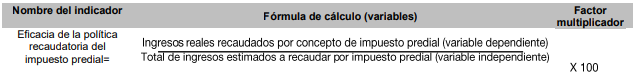 Nombre del indicador
Fórmula de cálculo (variables)
Factor
multiplicador
Eficacia de la política
recaudatoria del
impuesto predial=
Ingresos reales recaudados por concepto de impuesto predial (variable dependiente)
Total de ingresos estimados a recaudar por impuesto predial (variable independiente)
X 100